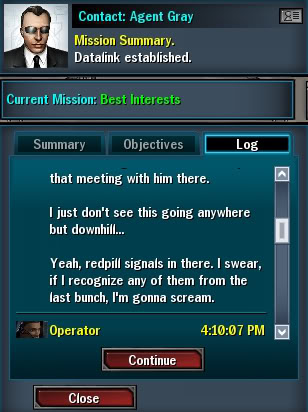 Contact: Agent Gray
Mission Summary.
Datalink established.
Current Mission: Best Interests
Summary
Objectives
Log
that meeting with him there.
I just don't see this going anywhere
but downhill...
Yeah, redpill signals in there. I swear,
if I recognize any of them from the
last bunch, I'm gonna scream.
Operator
4:10:07 PM
Continue
Close